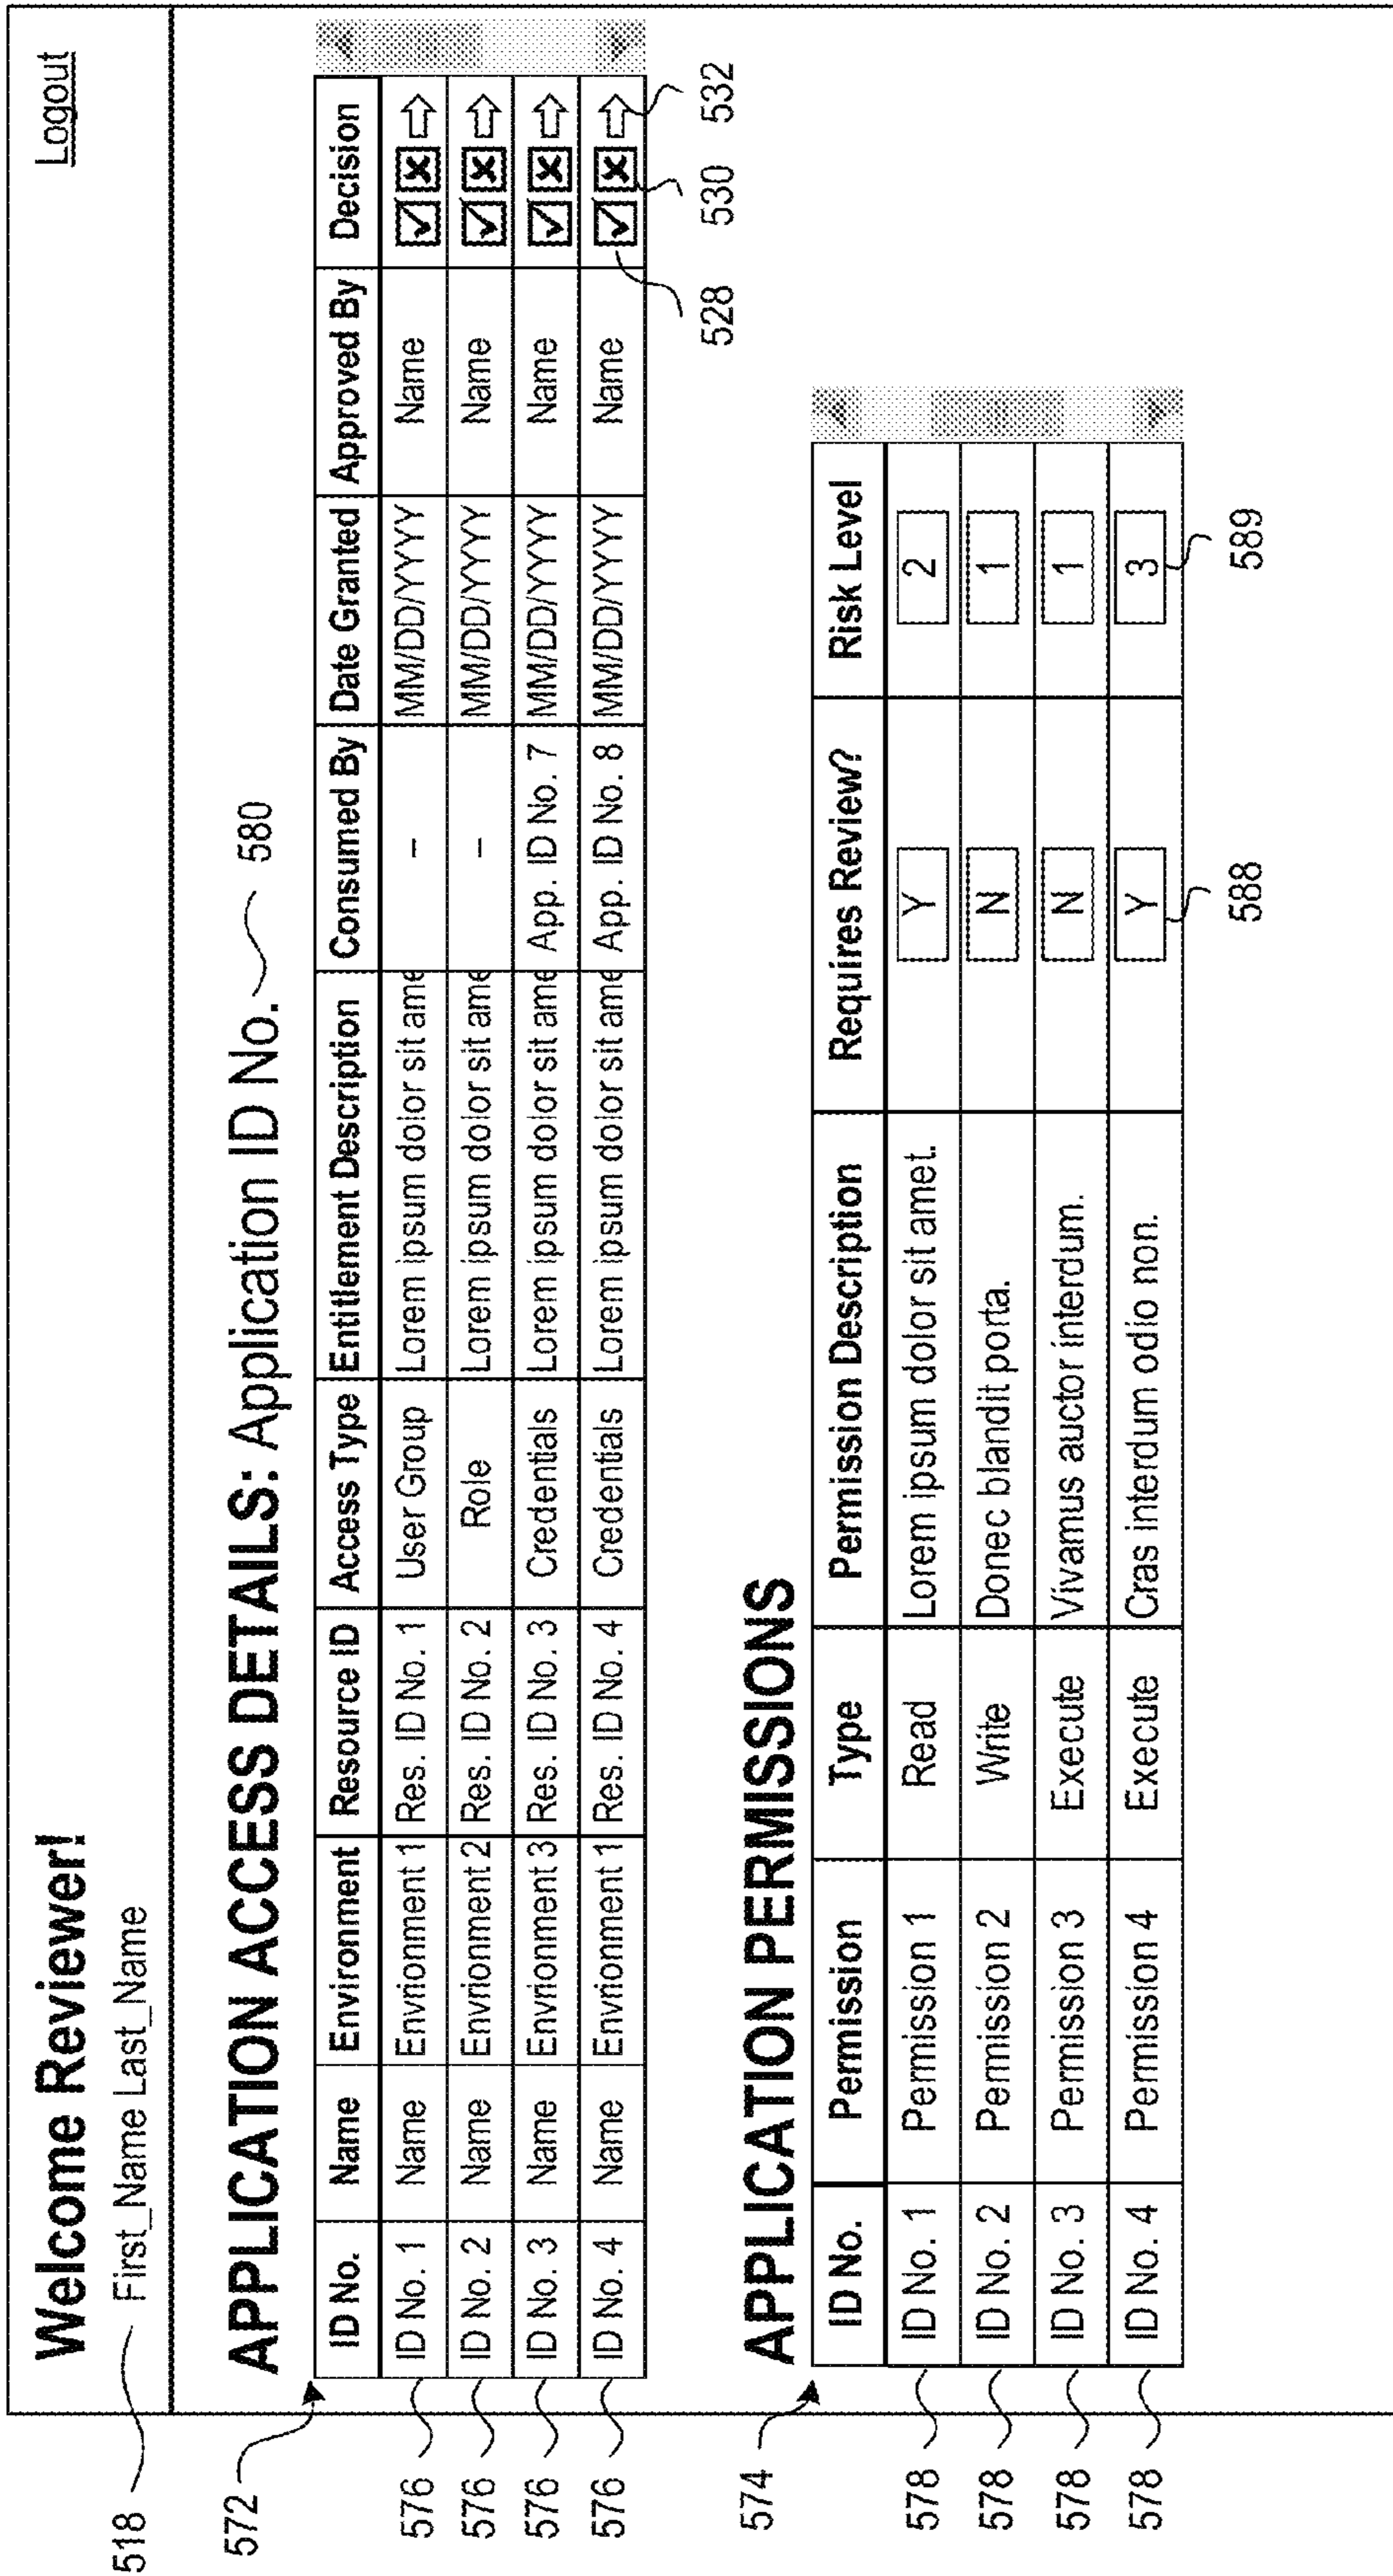 Welcome Reviewer!
Logout
518 First_Name Last_Name
APPLICATION ACCESS DETAILS: Application ID No. 580
572
ID No. Name Environment Resource ID Access Type Entitlement Description Consumed By Date Granted Approved By Decision
576 ID No. 1 Name Envrionment 1 Res. ID No. 1 User Group Lorem ipsum dolor sit ame – MM/DD/YYYY Name
576 ID No. 2 Name Envrionment 2 Res. ID No. 2 Role Lorem ipsum dolor sit ame – MM/DD/YYYY Name
576 ID No. 3 Name Envrionment 3 Res. ID No. 3 Credentials Lorem ipsum dolor sit ame App. ID No. 7 MM/DD/YYYY Name
576 ID No. 4 Name Envrionment 1 Res. ID No. 4 Credentials Lorem ipsum dolor sit ame App. ID No. 8 MM/DD/YYYY Name
528 530 532
APPLICATION PERMISSIONS
574
ID No. Permission Type Permission Description Requires Review? Risk Level
578 ID No. 1 Permission 1 Read Lorem ipsum dolor sit amet. Y 2
578 ID No. 2 Permission 2 Write Donec blandit porta. N 1
578 ID No. 3 Permission 3 Execute Vivamus auctor interdum. N 1
578 ID No. 4 Permission 4 Execute Cras interdum odio non. Y 3
588 589